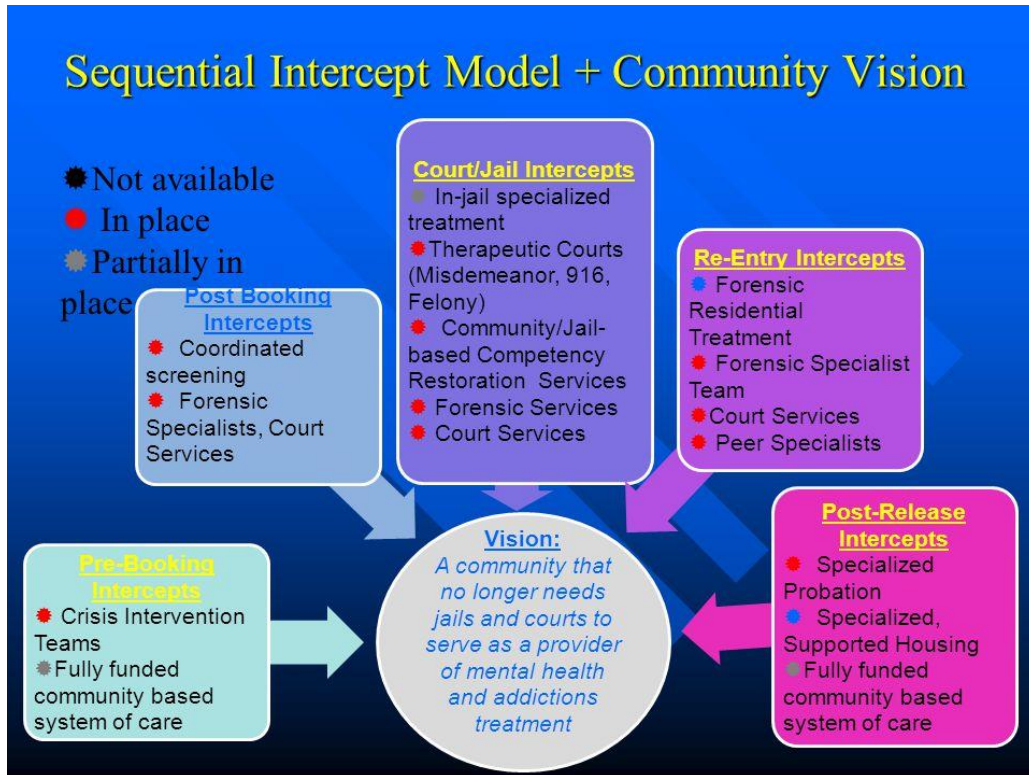 Sequential Intercept Model + Community Vision
Not available
In place
Partially in
place
Post Booking
Intercepts
Coordinated
screening
Forensic
Specialists, Court
Services
Court/Jail Intercepts
In-jail specialized
treatment
Therapeutic Courts
(Misdemeanor, 916,
Felony)
Community/Jail-
based Competency
Restoration Services
Forensic Services
Court Services
Re-Entry Intercepts
Forensic
Residential
Treatment
Forensic Specialist
Team
Court Services
Peer Specialists
Pre-Booking
Intercepts
Crisis Intervention
Teams
Fully funded
community based
system of care
Vision:
A community that
no longer needs
jails and courts to
serve as a provider
of mental health
and addictions
treatment
Post-Release
Intercepts
Specialized
Probation
Specialized,
Supported Housing
Fully funded
community based
system of care